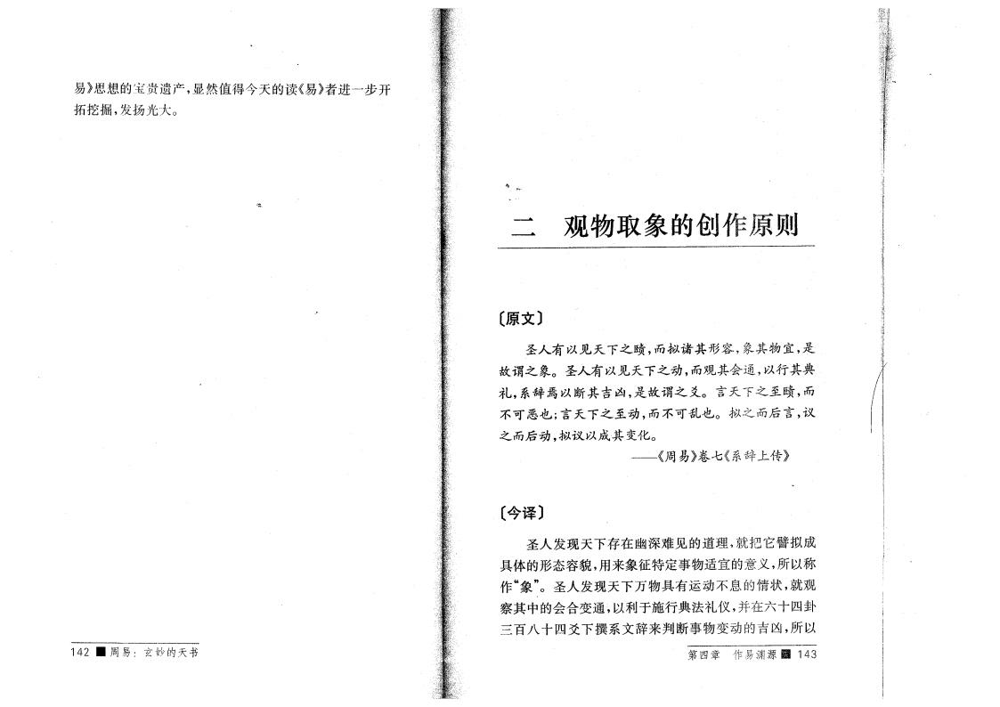 易》思想的宝贵遗产,显然值得今天的读《易》者进一步开
拓挖掘,发扬光大。
142 ■ 周易：玄妙的天书
二 观物取象的创作原则
〔原文〕
圣人有以见天下之赜,而拟诸其形容,象其物宜,是
故谓之象。圣人有以见天下之动,而观其会通,以行其典
礼,系辞焉以断其吉凶,是故谓之爻。言天下之至赜,而
不可恶也;言天下之至动,而不可乱也。拟之而后言,议
之而后动,拟议以成其变化。
——《周易》卷七《系辞上传》
〔今译〕
圣人发现天下存在幽深难见的道理,就把它譬拟成
具体的形态容貌,用来象征特定事物适宜的意义,所以称
作“象”。圣人发现天下万物具有运动不息的情状,就观
察其中的会合变通,以利于施行典法礼仪,并在六十四卦
三百八十四爻下撰系文辞来判断事物变动的吉凶,所以
第四章 作易渊源 ■ 143